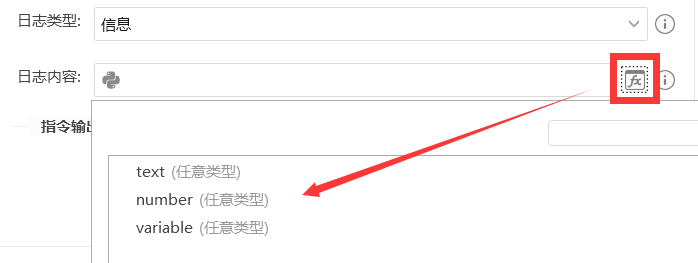 日志类型:
信息
日志内容:
fx
指令输出
text (任意类型)
number (任意类型)
variable (任意类型)